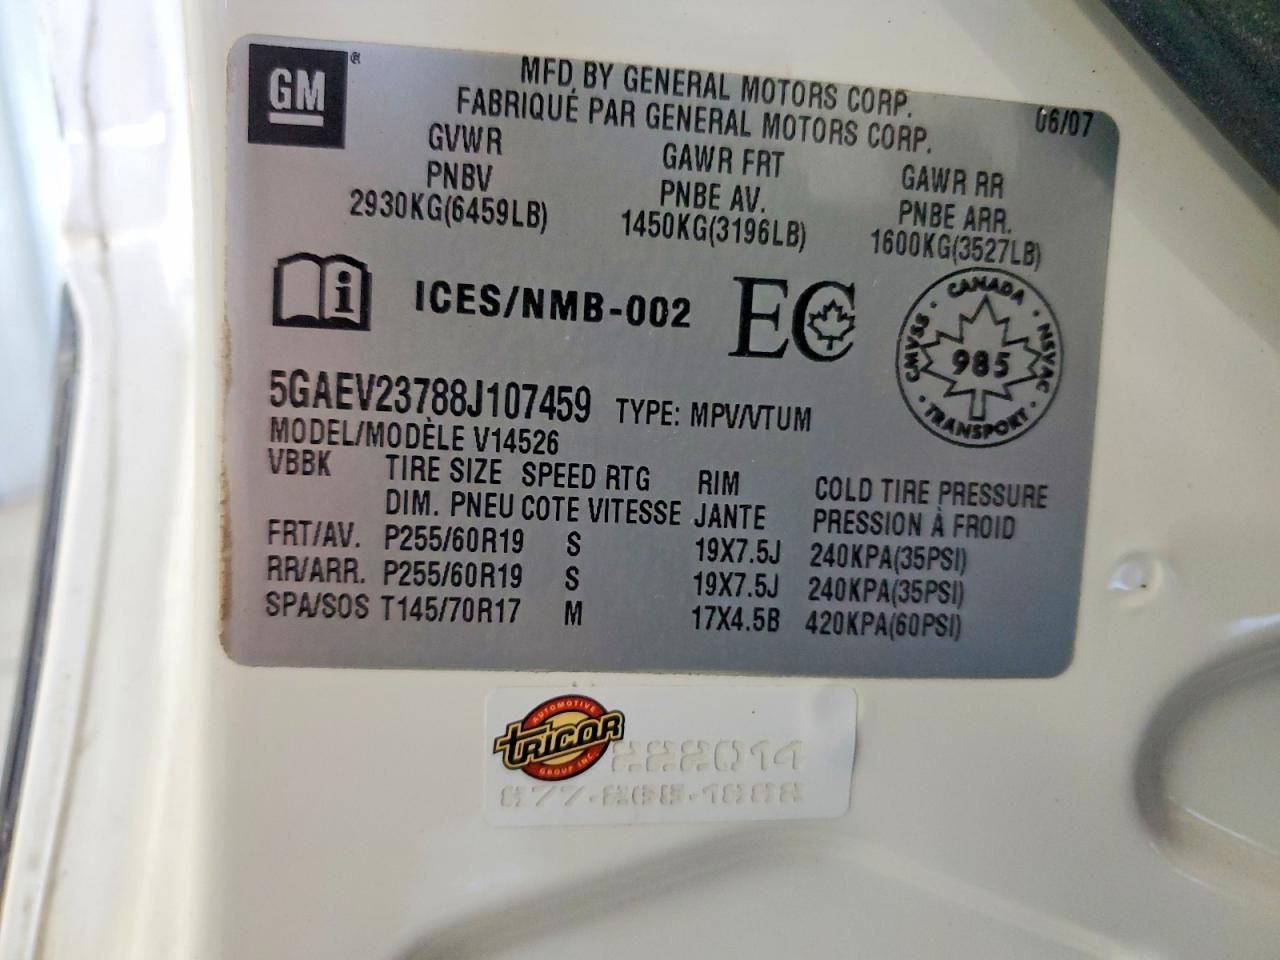 GM
MFD, BY GENERAL MOTORS CORP.
FABRIQUÉ PAR GENERAL MOTORS CORP.
06/07
GVWR
PNBV
2930KG(6459LB)
GAWR FRT
PNBE AV.
1450KG(3196LB)
GAWR RR
PNBE ARR.
1600KG(3527LB)
i ICES/NMB-002 EC
CANADA
CMVSS · NSVAC
985
TRANSPORT
5GAEV23788J107459 TYPE: MPV/VTUM
MODEL/MODÈLE V14526
VBBK TIRE SIZE SPEED RTG RIM COLD TIRE PRESSURE
DIM. PNEU COTE VITESSE JANTE PRESSION À FROID
FRT/AV. P255/60R19 S 19X7.5J 240KPA(35PSI)
RR/ARR. P255/60R19 S 19X7.5J 240KPA(35PSI)
SPA/SOS T145/70R17 M 17X4.5B 420KPA(60PSI)
AUTOMOTIVE
TRICOR
GROUP INC.